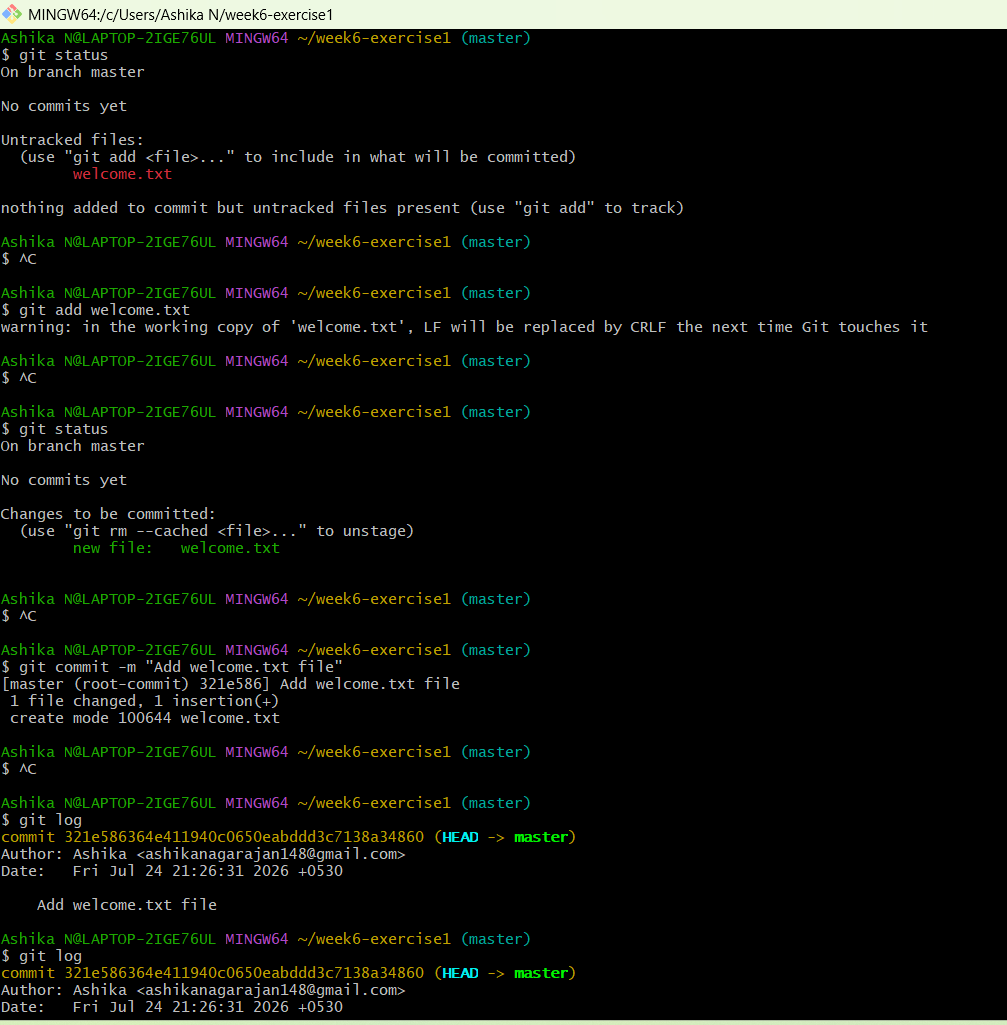 MINGW64:/c/Users/Ashika N/week6-exercise1
Ashika N@LAPTOP-2IGE76UL MINGW64 ~/week6-exercise1 (master)
$ git status
On branch master
No commits yet
Untracked files:
  (use "git add <file>..." to include in what will be committed)
        welcome.txt
nothing added to commit but untracked files present (use "git add" to track)
Ashika N@LAPTOP-2IGE76UL MINGW64 ~/week6-exercise1 (master)
$ ^C
Ashika N@LAPTOP-2IGE76UL MINGW64 ~/week6-exercise1 (master)
$ git add welcome.txt
warning: in the working copy of 'welcome.txt', LF will be replaced by CRLF the next time Git touches it
Ashika N@LAPTOP-2IGE76UL MINGW64 ~/week6-exercise1 (master)
$ ^C
Ashika N@LAPTOP-2IGE76UL MINGW64 ~/week6-exercise1 (master)
$ git status
On branch master
No commits yet
Changes to be committed:
  (use "git rm --cached <file>..." to unstage)
        new file:   welcome.txt
Ashika N@LAPTOP-2IGE76UL MINGW64 ~/week6-exercise1 (master)
$ ^C
Ashika N@LAPTOP-2IGE76UL MINGW64 ~/week6-exercise1 (master)
$ git commit -m "Add welcome.txt file"
[master (root-commit) 321e586] Add welcome.txt file
 1 file changed, 1 insertion(+)
 create mode 100644 welcome.txt
Ashika N@LAPTOP-2IGE76UL MINGW64 ~/week6-exercise1 (master)
$ ^C
Ashika N@LAPTOP-2IGE76UL MINGW64 ~/week6-exercise1 (master)
$ git log
commit 321e586364e411940c0650eabddd3c7138a34860 (HEAD -> master)
Author: Ashika <ashikanagarajan148@gmail.com>
Date:   Fri Jul 24 21:26:31 2026 +0530
    Add welcome.txt file
Ashika N@LAPTOP-2IGE76UL MINGW64 ~/week6-exercise1 (master)
$ git log
commit 321e586364e411940c0650eabddd3c7138a34860 (HEAD -> master)
Author: Ashika <ashikanagarajan148@gmail.com>
Date:   Fri Jul 24 21:26:31 2026 +0530